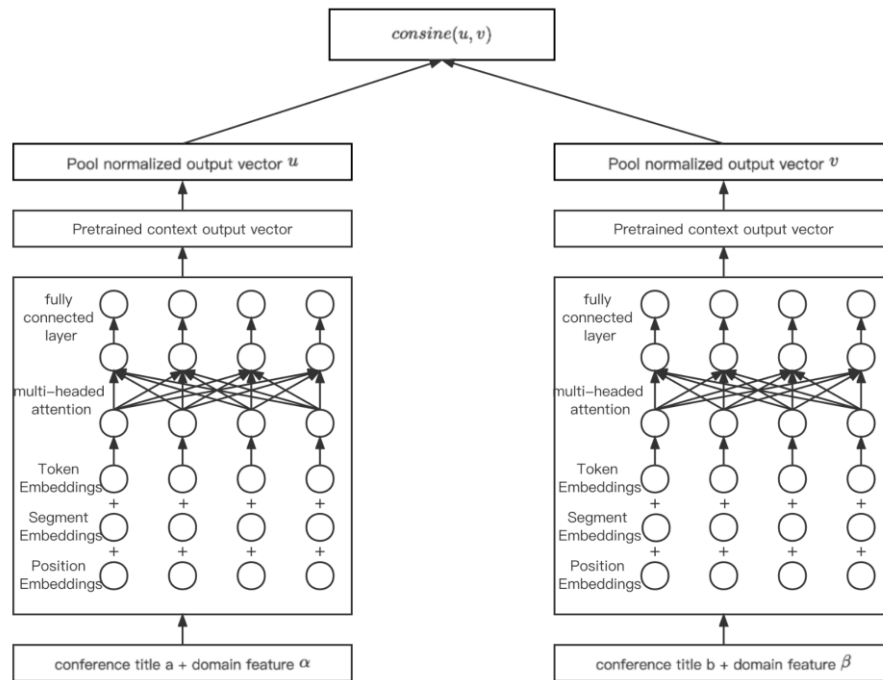 consine(u, v)
Pool normalized output vector u
Pretrained context output vector
fully
connected
layer
multi-headed
attention
Token
Embeddings
+ + + +
Segment
Embeddings
+ + + +
Position
Embeddings
conference title a + domain feature α
Pool normalized output vector v
Pretrained context output vector
fully
connected
layer
multi-headed
attention
Token
Embeddings
+ + + +
Segment
Embeddings
+ + + +
Position
Embeddings
conference title b + domain feature β